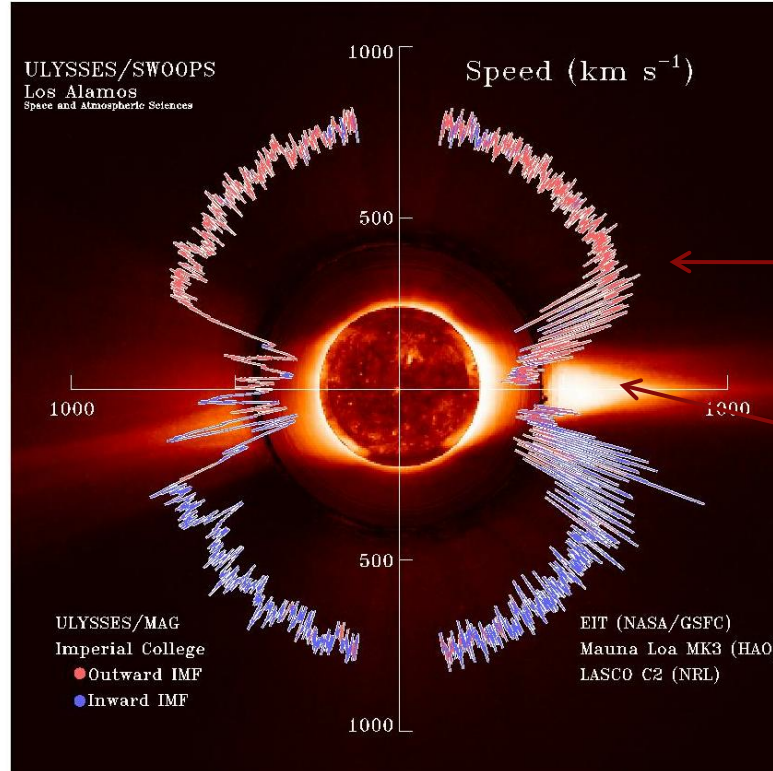 ULYSSES/SWOOPS
Los Alamos
Space and Atmospheric Sciences
Speed (km s⁻¹)
1000
500
1000
1000
500
1000
ULYSSES/MAG
Imperial College
Outward IMF
Inward IMF
EIT (NASA/GSFC)
Mauna Loa MK3 (HAO
LASCO C2 (NRL)